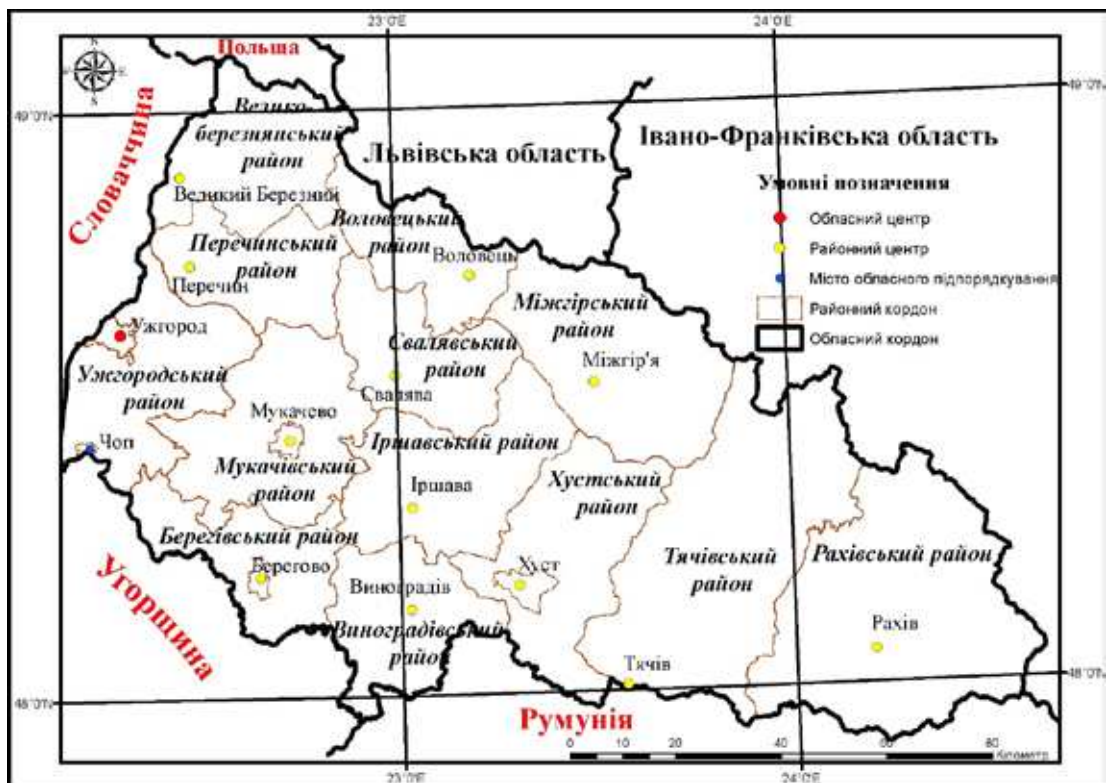 23°0'E
24°0'E
Польша
49°0'N
49°0'N
Словаччина
Велико-
березнянський
район
Великий Березний
Львівська область
Івано-Франківська область
Умовні позначення
Обласний центр
Районний центр
Місто обласного підпорядкування
Районний кордон
Обласний кордон
Воловецький
район
Воловець
Перечинський
район
Перечин
Міжгірський
район
Міжгір'я
Ужгород
Ужгородський
район
Свалявський
район
Свалява
Чоп
Мукачево
Мукачівський
район
Іршавський район
Іршава
Хустський
район
Хуст
Берегівський район
Берегово
Тячівський
район
Рахівський район
Виноградів
Виноградівський
район
Угорщина
Рахів
Тячів
48°0'N
48°0'N
Румунія
0 10 20 40 60 80
Кілометр
23°0'E
24°0'E